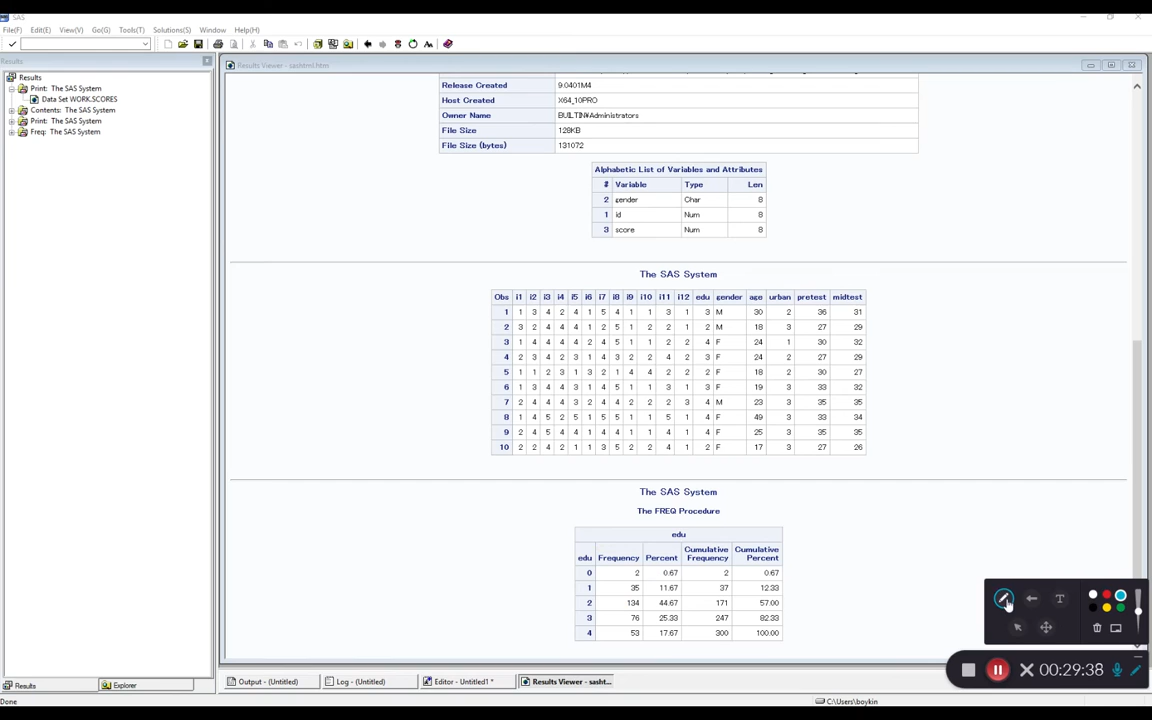 SAS
File(F) Edit(E) View(V) Go(G) Tools(T) Solutions(S) Window Help(H)
Results
Results
Print: The SAS System
Data Set WORK.SCORES
Contents: The SAS System
Print: The SAS System
Freq: The SAS System
Results Viewer - sashtml.htm
Release Created 9.0401M4
Host Created X64_10PRO
Owner Name BUILTIN¥Administrators
File Size 128KB
File Size (bytes) 131072
Alphabetic List of Variables and Attributes
# Variable Type Len
2 gender Char 8
1 id Num 8
3 score Num 8
The SAS System
Obs i1 i2 i3 i4 i5 i6 i7 i8 i9 i10 i11 i12 edu gender age urban pretest midtest
1 1 3 4 2 4 1 5 4 1 1 3 1 3 M 30 2 36 31
2 3 2 4 4 4 1 2 5 1 2 2 1 2 M 18 3 27 29
3 1 4 4 4 4 2 4 5 1 1 2 2 4 F 24 1 30 32
4 2 3 4 2 3 1 4 3 2 2 4 2 3 F 24 2 27 29
5 1 1 2 3 1 3 2 1 4 4 2 2 2 F 18 2 30 27
6 1 3 4 4 3 1 4 5 1 1 3 1 3 F 19 3 33 32
7 2 4 4 4 3 2 4 4 2 2 2 3 4 M 23 3 35 35
8 1 4 5 2 5 1 5 5 1 1 5 1 4 F 49 3 33 34
9 2 4 5 4 4 1 4 4 1 1 4 1 4 F 25 3 35 35
10 2 2 4 2 1 1 3 5 2 2 4 1 2 F 17 3 27 26
The SAS System
The FREQ Procedure
edu
edu Frequency Percent Cumulative Frequency Cumulative Percent
0 2 0.67 2 0.67
1 35 11.67 37 12.33
2 134 44.67 171 57.00
3 76 25.33 247 82.33
4 53 17.67 300 100.00
T
00:29:38
Results Explorer Output - (Untitled) Log - (Untitled) Editor - Untitled1 * Results Viewer - sasht...
Done C:\Users\boykin